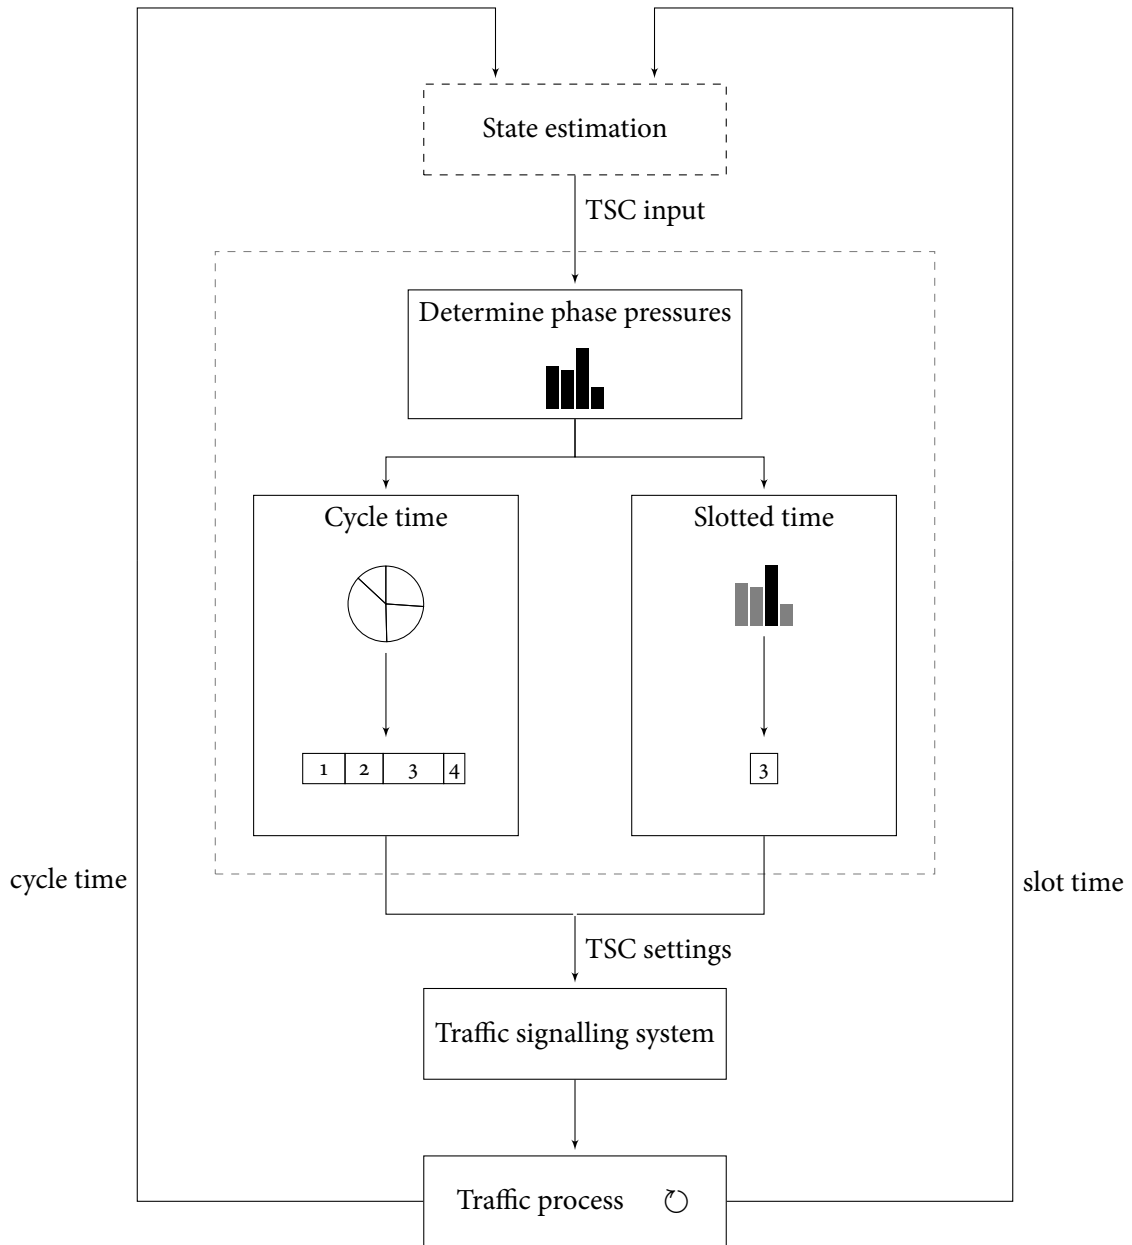 State estimation
TSC input
Determine phase pressures
Cycle time
Slotted time
1 2 3 4
3
cycle time
slot time
TSC settings
Traffic signalling system
Traffic process